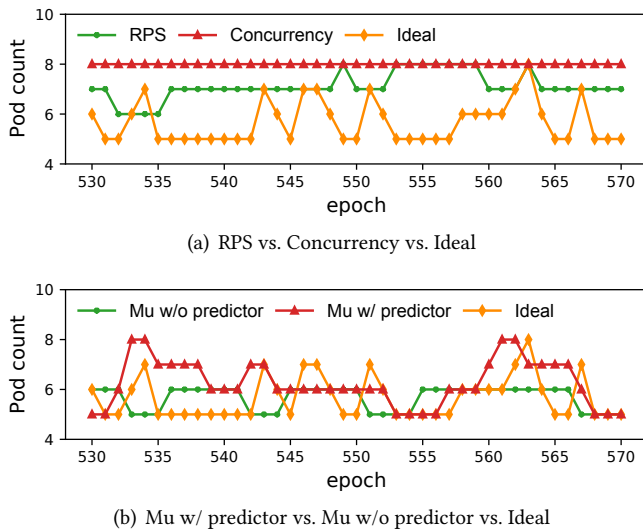 10
RPS Concurrency Ideal
8
6
4
Pod count
530 535 540 545 550 555 560 565 570
epoch
(a) RPS vs. Concurrency vs. Ideal
10
Mu w/o predictor Mu w/ predictor Ideal
8
6
4
Pod count
530 535 540 545 550 555 560 565 570
epoch
(b) Mu w/ predictor vs. Mu w/o predictor vs. Ideal